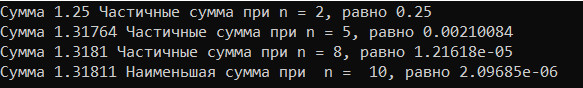 Сумма 1.25 Частичные сумма при n = 2, равно 0.25
Сумма 1.31764 Частичные сумма при n = 5, равно 0.00210084
Сумма 1.3181 Частичные сумма при n = 8, равно 1.21618e-05
Сумма 1.31811 Наименьшая сумма при  n =  10, равно 2.09685e-06